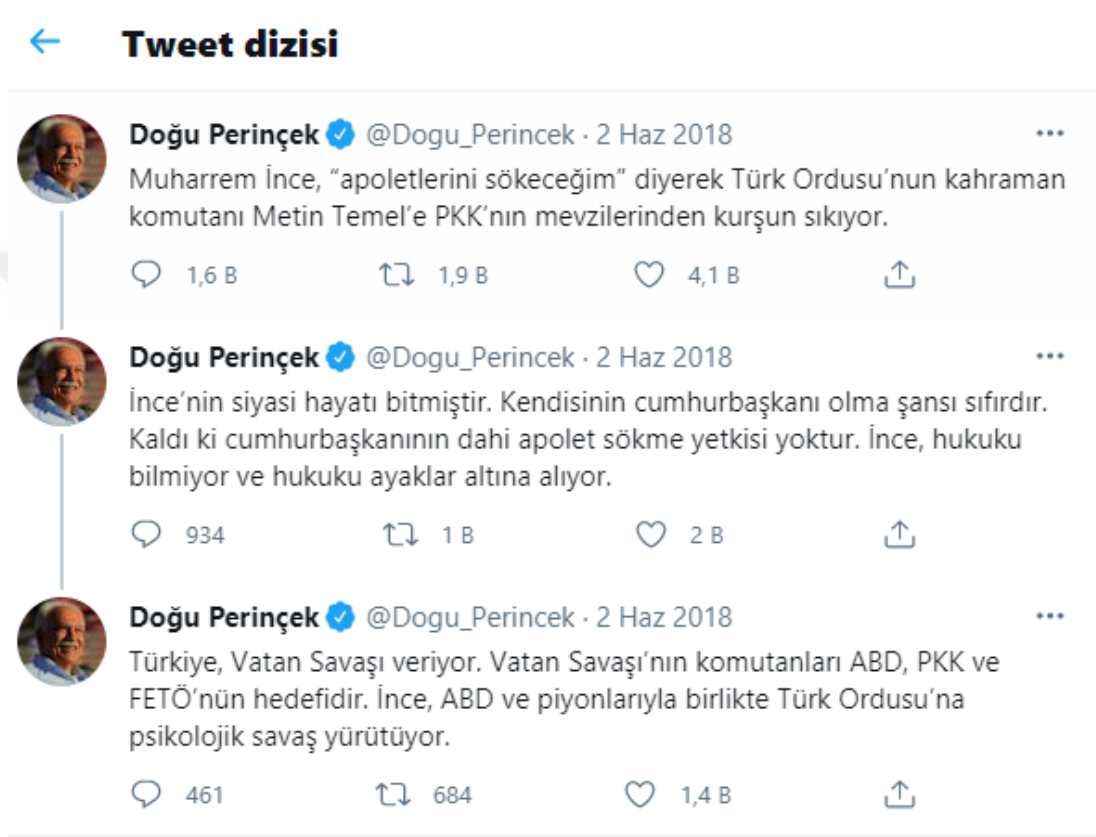 Tweet dizisi
Doğu Perinçek @Dogu_Perincek · 2 Haz 2018
Muharrem İnce, “apoletlerini sökeceğim” diyerek Türk Ordusu’nun kahraman
komutanı Metin Temel’e PKK’nın mevzilerinden kurşun sıkıyor.
1,6 B 1,9 B 4,1 B
Doğu Perinçek @Dogu_Perincek · 2 Haz 2018
İnce’nin siyasi hayatı bitmiştir. Kendisinin cumhurbaşkanı olma şansı sıfırdır.
Kaldı ki cumhurbaşkanının dahi apolet sökme yetkisi yoktur. İnce, hukuku
bilmiyor ve hukuku ayaklar altına alıyor.
934 1 B 2 B
Doğu Perinçek @Dogu_Perincek · 2 Haz 2018
Türkiye, Vatan Savaşı veriyor. Vatan Savaşı’nın komutanları ABD, PKK ve
FETÖ’nün hedefidir. İnce, ABD ve piyonlarıyla birlikte Türk Ordusu’na
psikolojik savaş yürütüyor.
461 684 1,4 B